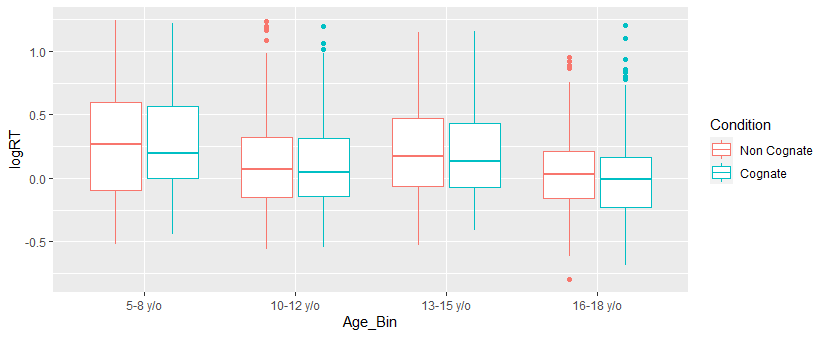 logRT
1.0
0.5
0.0
-0.5
5-8 y/o
10-12 y/o
13-15 y/o
16-18 y/o
Age_Bin
Condition
Non Cognate
Cognate